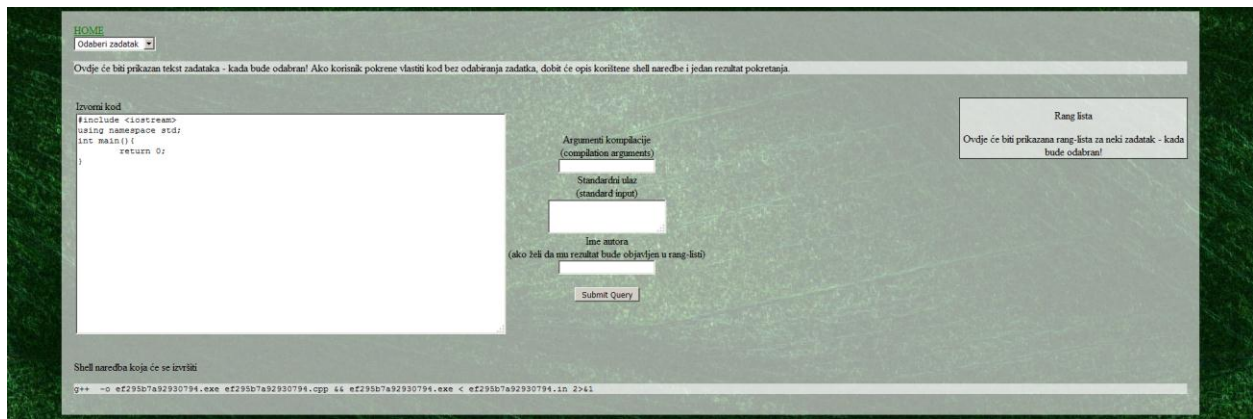 HOME
Odaberi zadatak
Ovdje će biti prikazan tekst zadataka - kada bude odabran! Ako korisnik pokrene vlastiti kod bez odabiranja zadatka, dobit će opis korištene shell naredbe i jedan rezultat pokretanja.
Izvorni kod
#include <iostream>
using namespace std;
int main(){
return 0;
}
Argumenti kompilacije
(compilation arguments)
Standardni ulaz
(standard input)
Ime autora
(ako želi da mu rezultat bude objavljen u rang-listi)
Submit Query
Rang lista
Ovdje će biti prikazana rang-lista za neki zadatak - kada
bude odabran!
Shell naredba koja će se izvršiti
g++ -o ef295b7a92930794.exe ef295b7a92930794.cpp && ef295b7a92930794.exe < ef295b7a92930794.in 2>&1